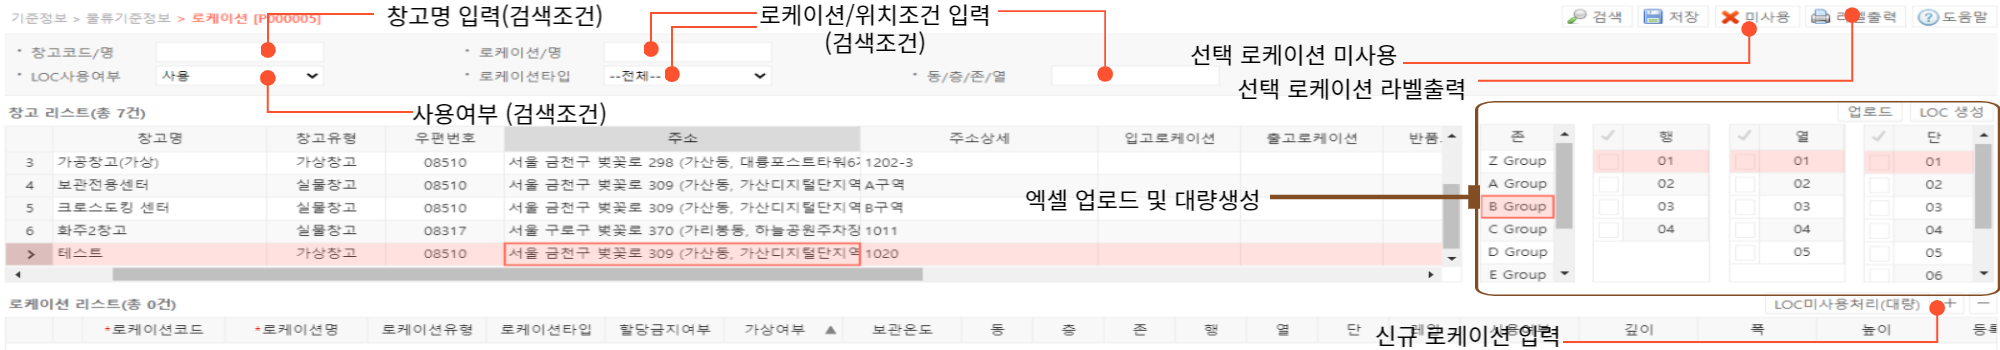 기준정보 > 물류기준정보 > 로케이션 [P000005]
창고명 입력(검색조건)
로케이션/위치조건 입력
(검색조건)
검색 저장 미사용 라벨출력 도움말
창고코드/명 로케이션/명
선택 로케이션 미사용
LOC사용여부 사용 로케이션타입 --전체-- 동/층/존/열
선택 로케이션 라벨출력
사용여부 (검색조건)
창고 리스트(총 7건)
업로드 LOC 생성
창고명 창고유형 우편번호 주소 주소상세 입고로케이션 출고로케이션 반품
존 행 열 단
3 가공창고(가상) 가상창고 08510 서울 금천구 벚꽃로 298 (가산동, 대륭포스트타워6차 1202-3
Z Group 01 01 01
4 보관전용센터 실물창고 08510 서울 금천구 벚꽃로 309 (가산동, 가산디지털단지역 A구역
A Group 02 02 02
엑셀 업로드 및 대량생성
5 크로스도킹 센터 실물창고 08510 서울 금천구 벚꽃로 309 (가산동, 가산디지털단지역 B구역
B Group 03 03 03
6 화주2창고 실물창고 08317 서울 구로구 벚꽃로 370 (가리봉동, 하늘공원주차장 1011
C Group 04 04 04
> 테스트 가상창고 08510 서울 금천구 벚꽃로 309 (가산동, 가산디지털단지역 1020
D Group 05 05
E Group 06
로케이션 리스트(총 0건)
LOC미사용처리(대량) + −
*로케이션코드 *로케이션명 로케이션유형 로케이션타입 할당금지여부 가상여부 ▲ 보관온도 동 층 존 행 열 단 레인 사용여부 깊이 폭 높이 등록
신규 로케이션 입력